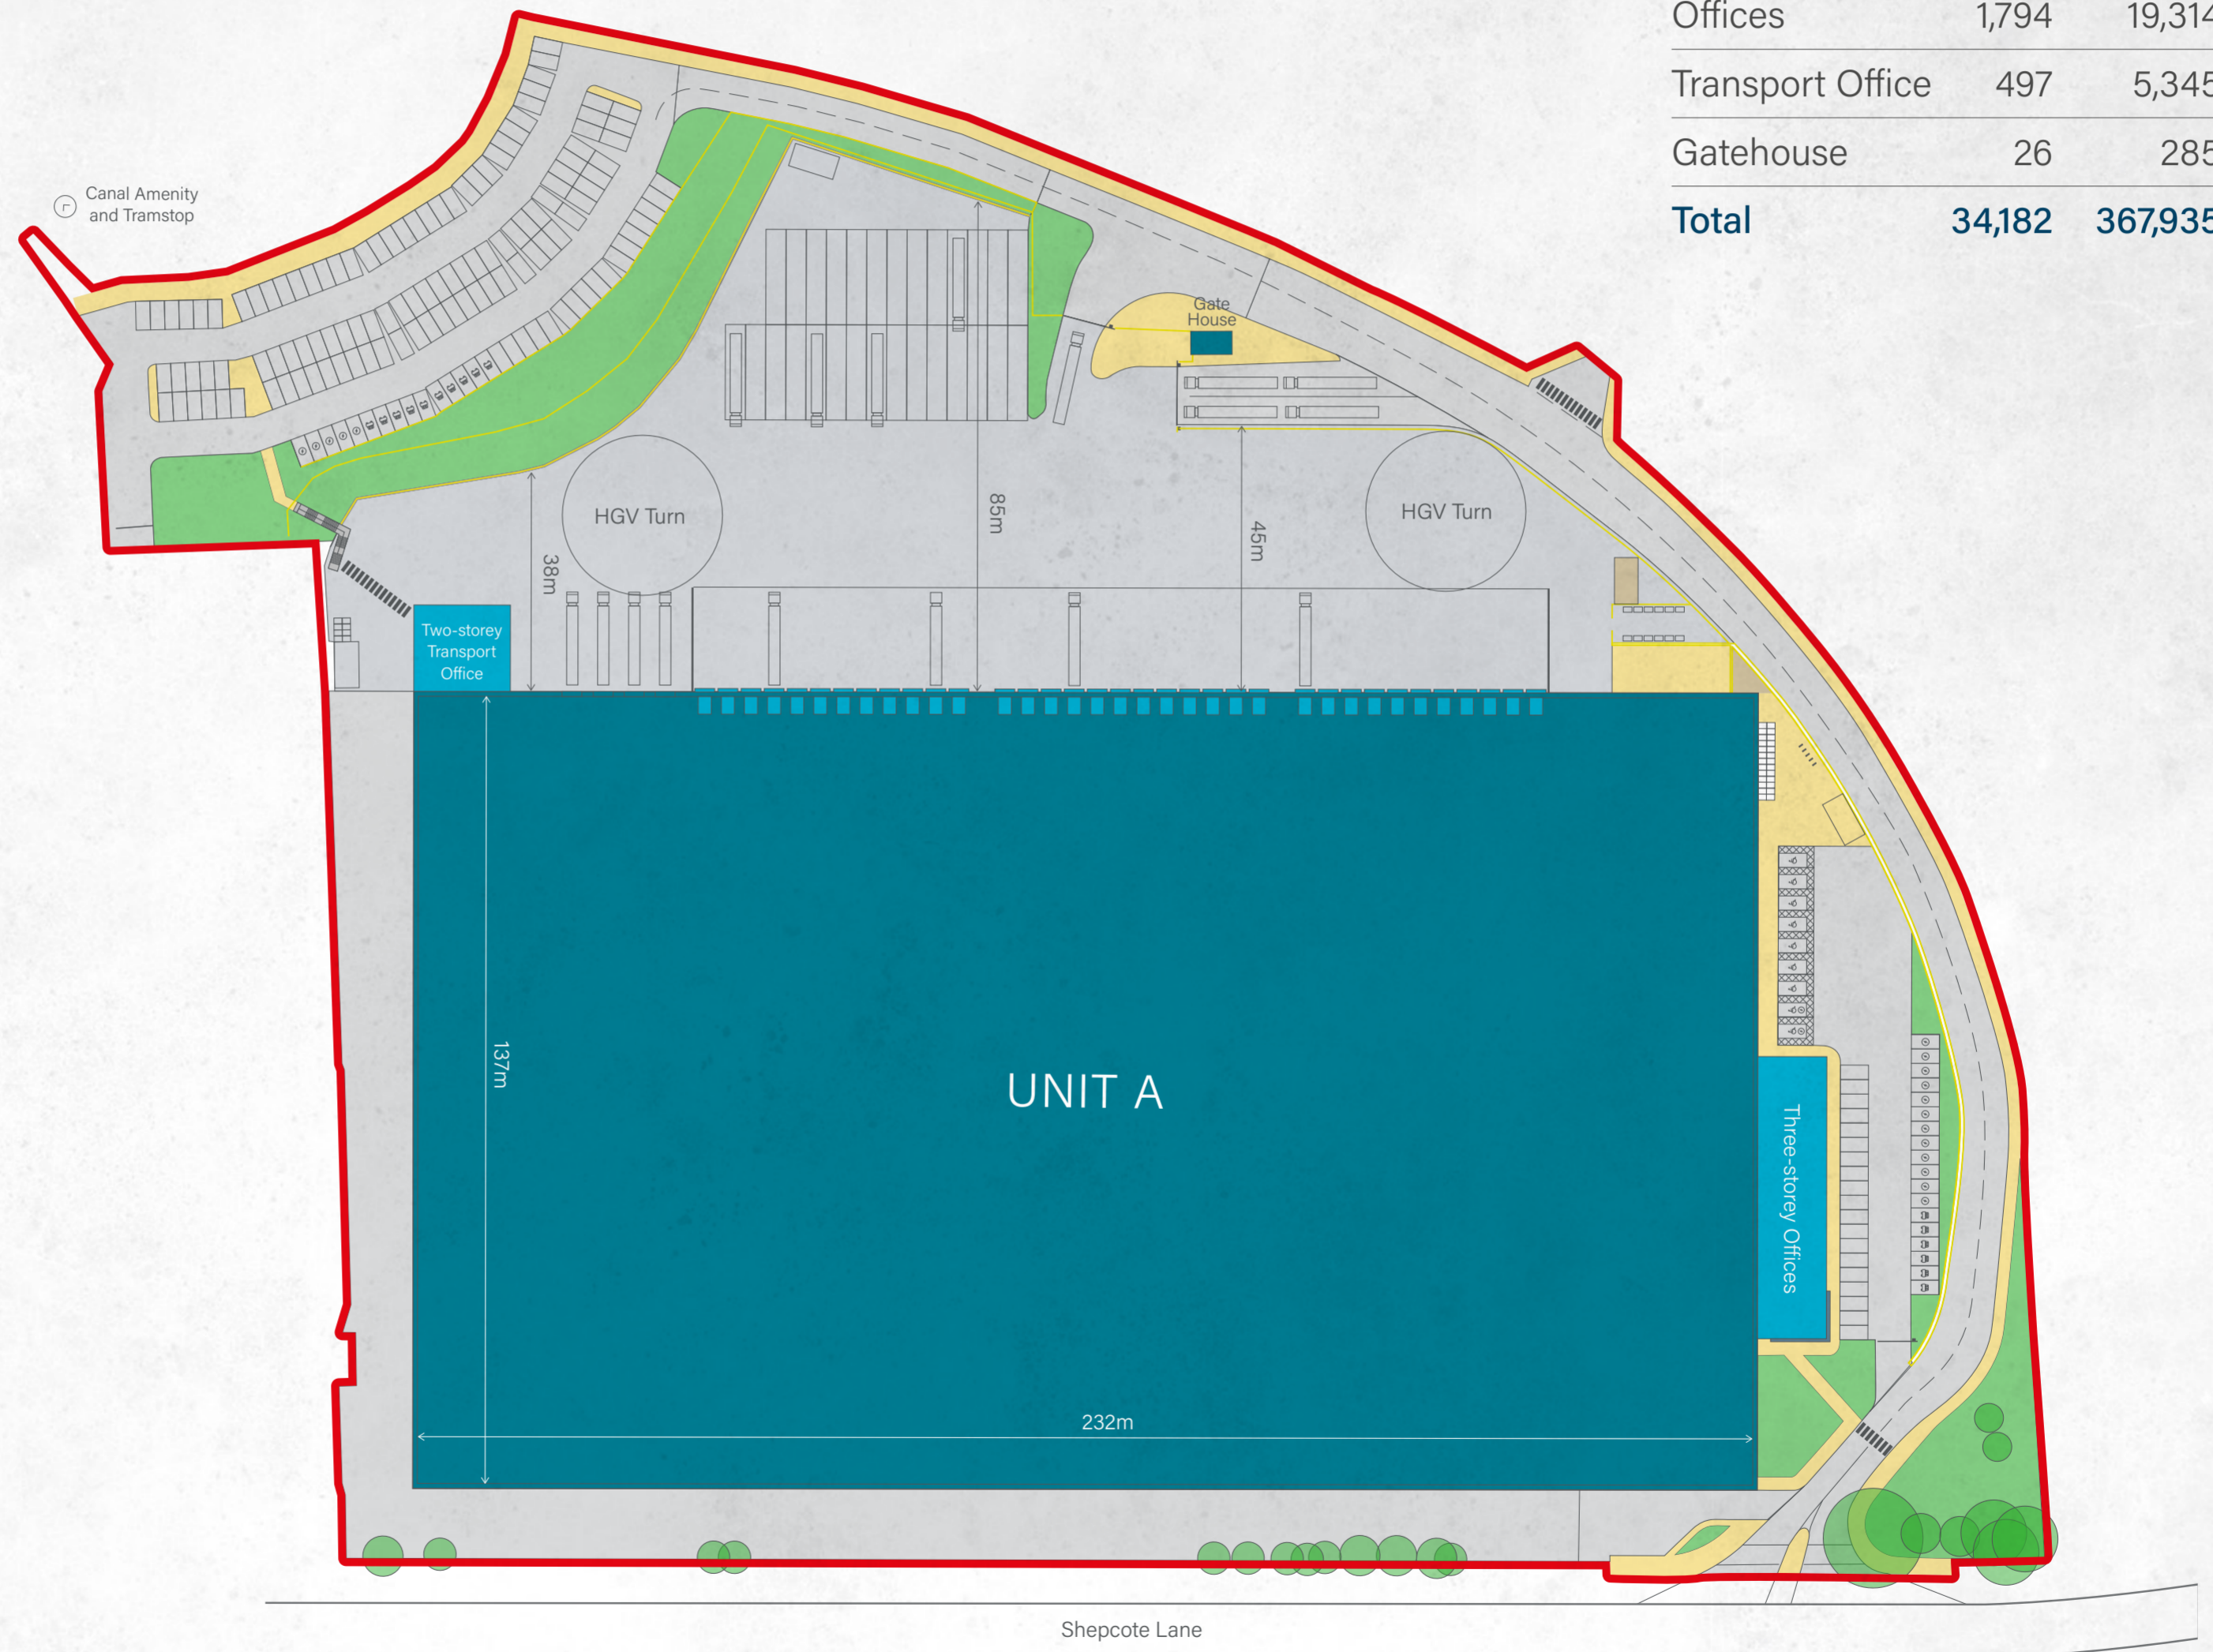 Offices 1,794 19,314
Transport Office 497 5,345
Gatehouse 26 285
Total 34,182 367,935
Canal Amenity
and Tramstop
Gate
House
HGV Turn
HGV Turn
85m
45m
38m
Two-storey
Transport
Office
137m
UNIT A
Three-storey Offices
232m
Shepcote Lane